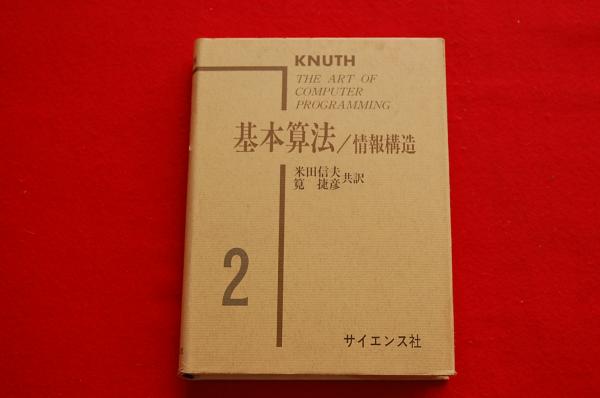 KNUTH
THE ART OF
COMPUTER
PROGRAMMING
基本算法/情報構造
米田信夫
筧 捷彦 共訳
2
サイエンス社